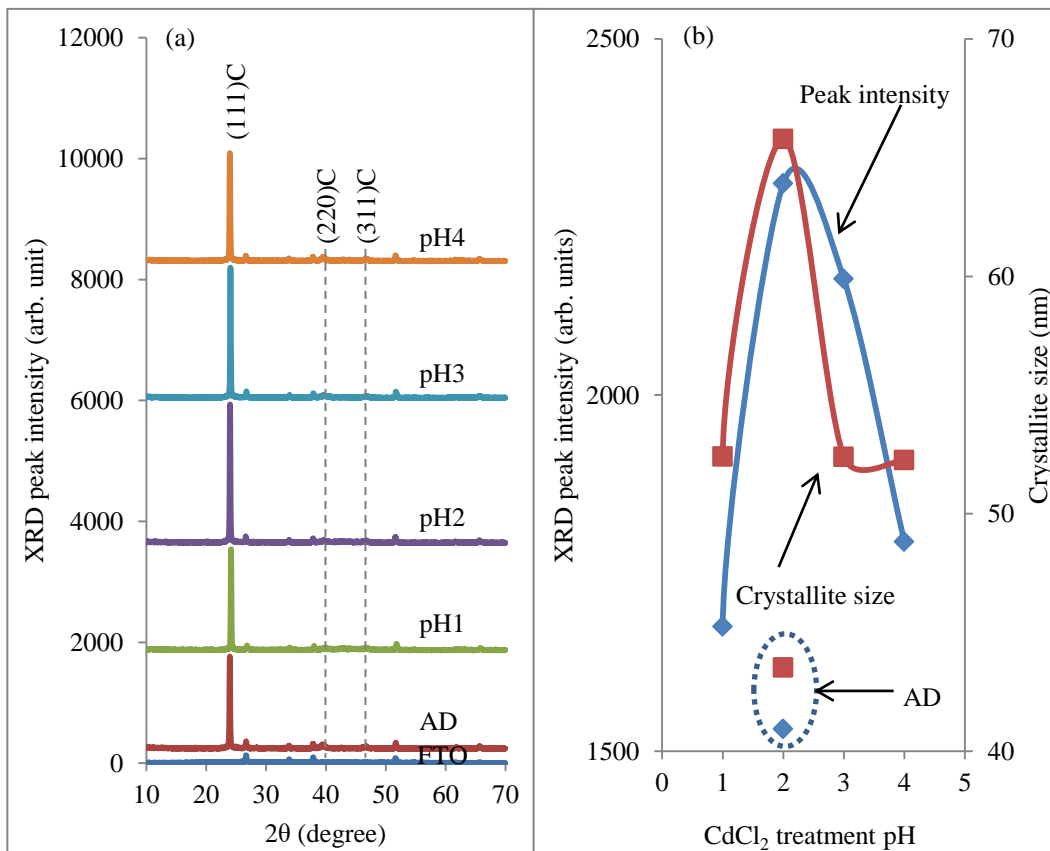 (a)
12000
10000
8000
6000
4000
2000
0
XRD peak intensity (arb. unit)
(111)C
(220)C
(311)C
pH4
pH3
pH2
pH1
AD
FTO
10 20 30 40 50 60 70
2θ (degree)
(b)
2500
2000
1500
XRD peak intensity (arb. units)
Peak intensity
Crystallite size
AD
70
60
50
40
Crystallite size (nm)
0 1 2 3 4 5
CdCl₂ treatment pH